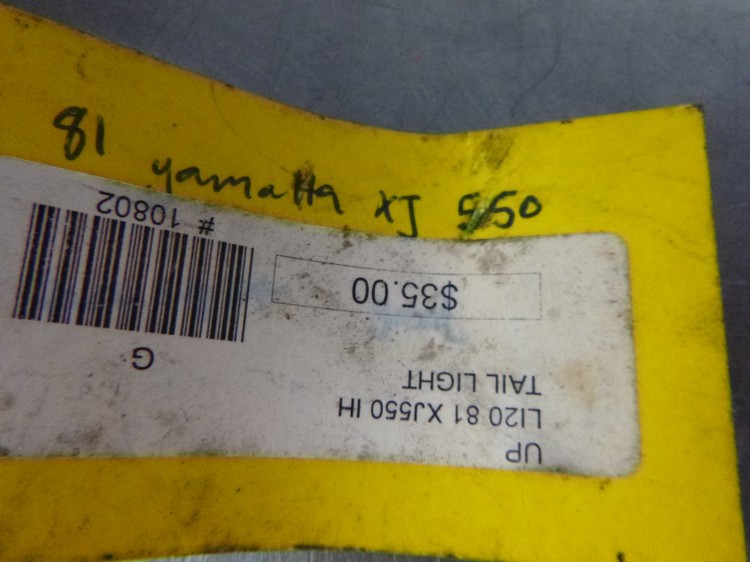 81 yamaHa XJ 550
UP
LI20 81 XJ550 IH
TAIL LIGHT
$35.00
G
# 10802